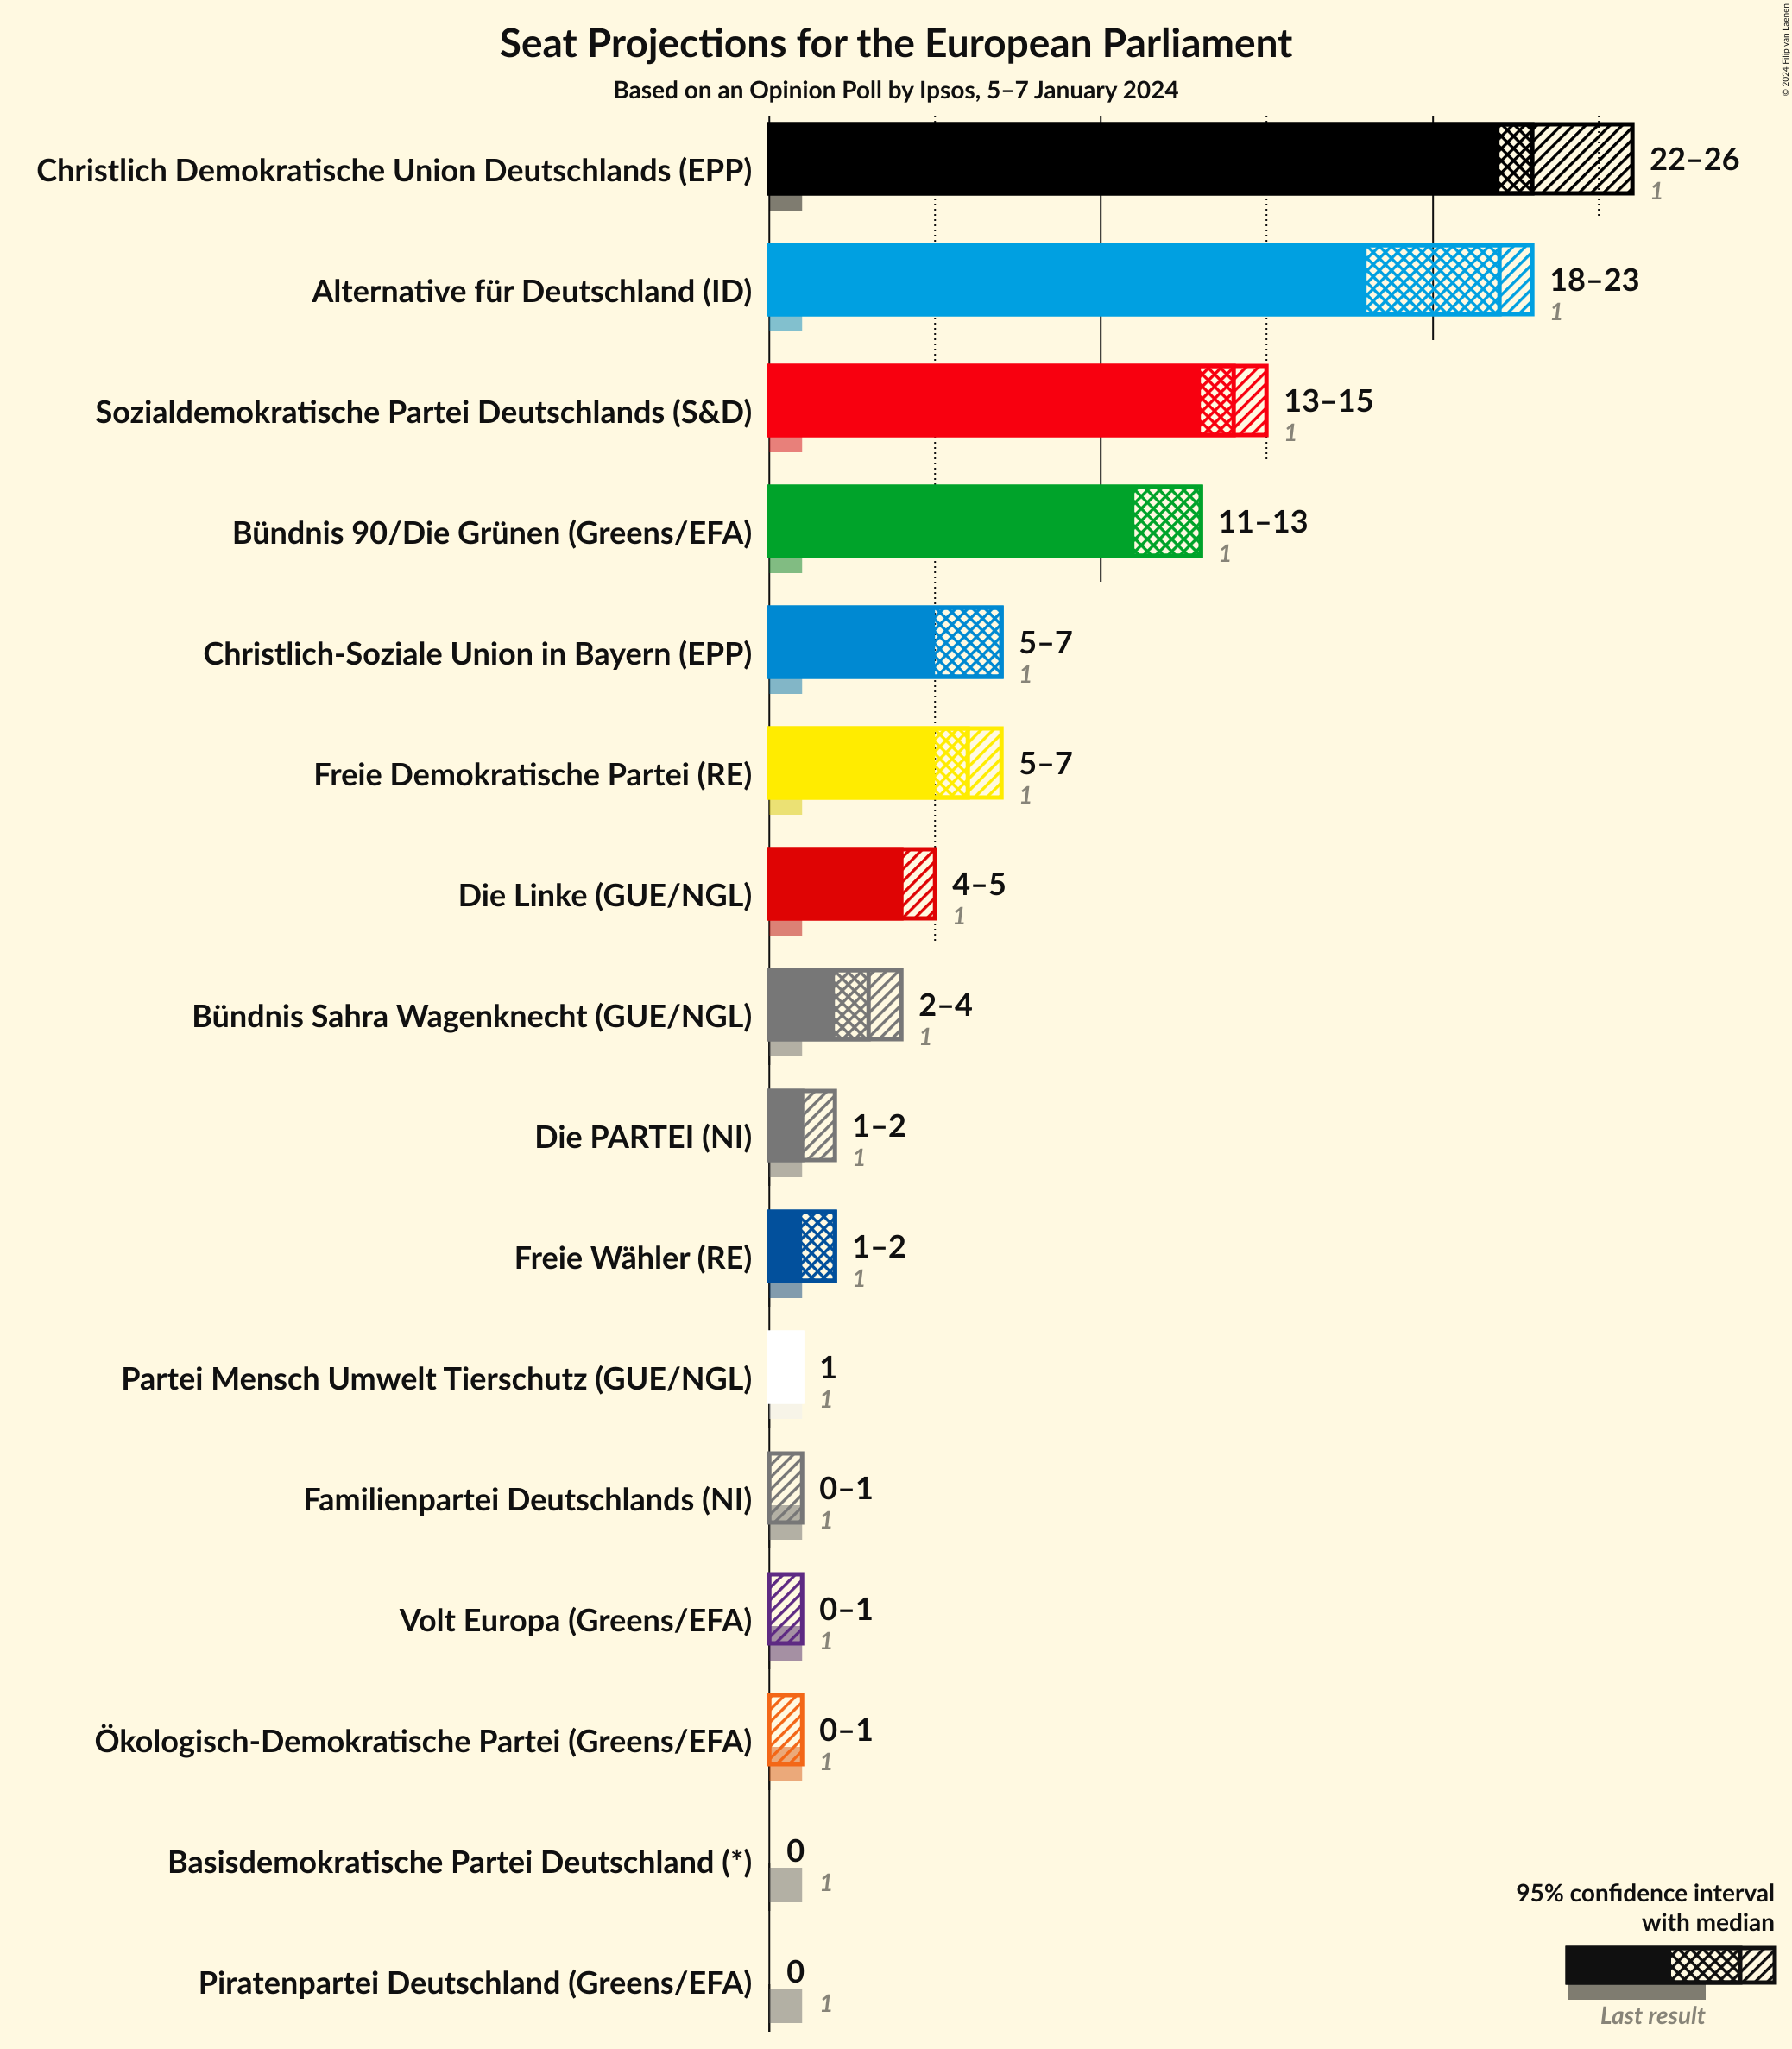 Seat Projections for the European Parliament
Based on an Opinion Poll by Ipsos, 5–7 January 2024
© 2024 Filip van Laenen
Christlich Demokratische Union Deutschlands (EPP)
22–26
1
Alternative für Deutschland (ID)
18–23
1
Sozialdemokratische Partei Deutschlands (S&D)
13–15
1
Bündnis 90/Die Grünen (Greens/EFA)
11–13
1
Christlich-Soziale Union in Bayern (EPP)
5–7
1
Freie Demokratische Partei (RE)
5–7
1
Die Linke (GUE/NGL)
4–5
1
Bündnis Sahra Wagenknecht (GUE/NGL)
2–4
1
Die PARTEI (NI)
1–2
1
Freie Wähler (RE)
1–2
1
Partei Mensch Umwelt Tierschutz (GUE/NGL)
1
1
Familienpartei Deutschlands (NI)
0–1
1
Volt Europa (Greens/EFA)
0–1
1
Ökologisch-Demokratische Partei (Greens/EFA)
0–1
1
Basisdemokratische Partei Deutschland (*)
0
1
Piratenpartei Deutschland (Greens/EFA)
0
1
95% confidence interval
with median
Last result